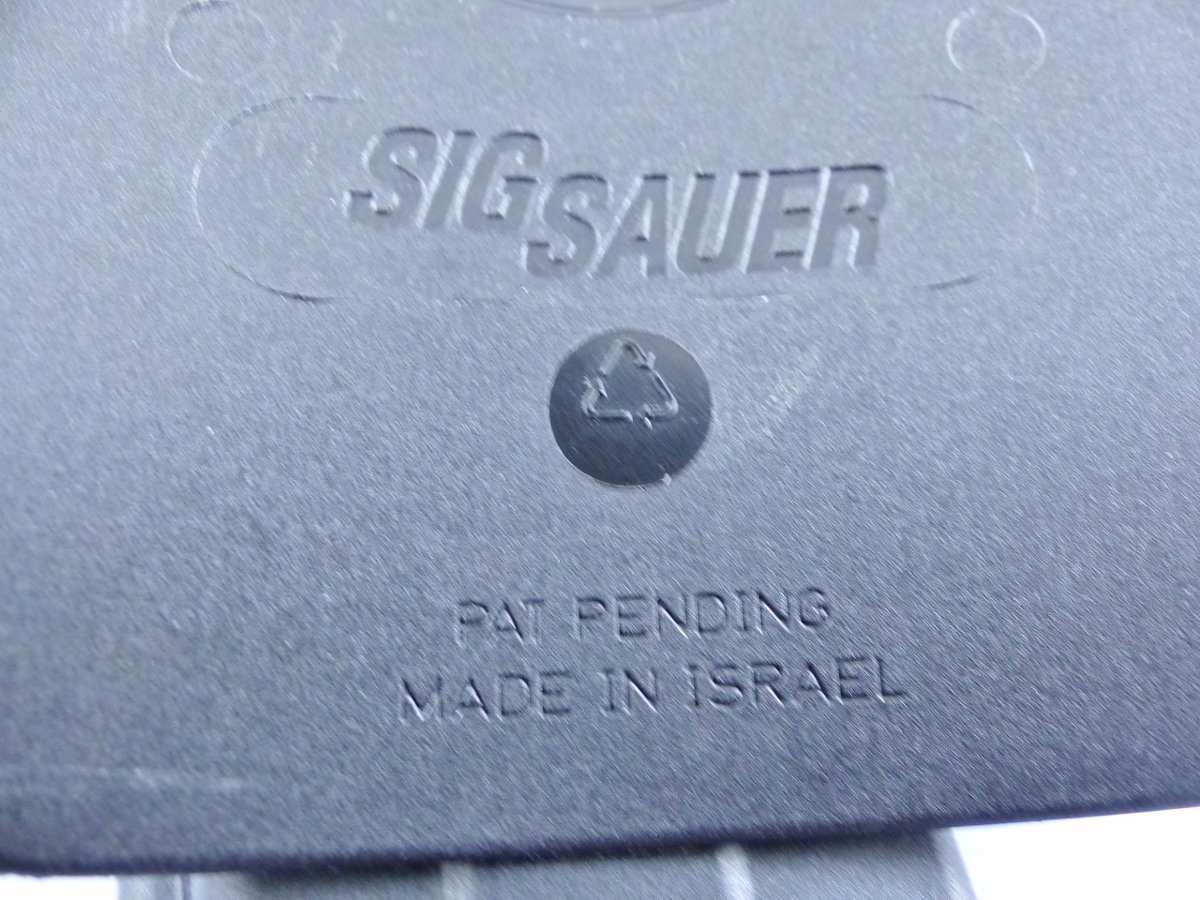 SIG SAUER
PAT PENDING
MADE IN ISRAEL